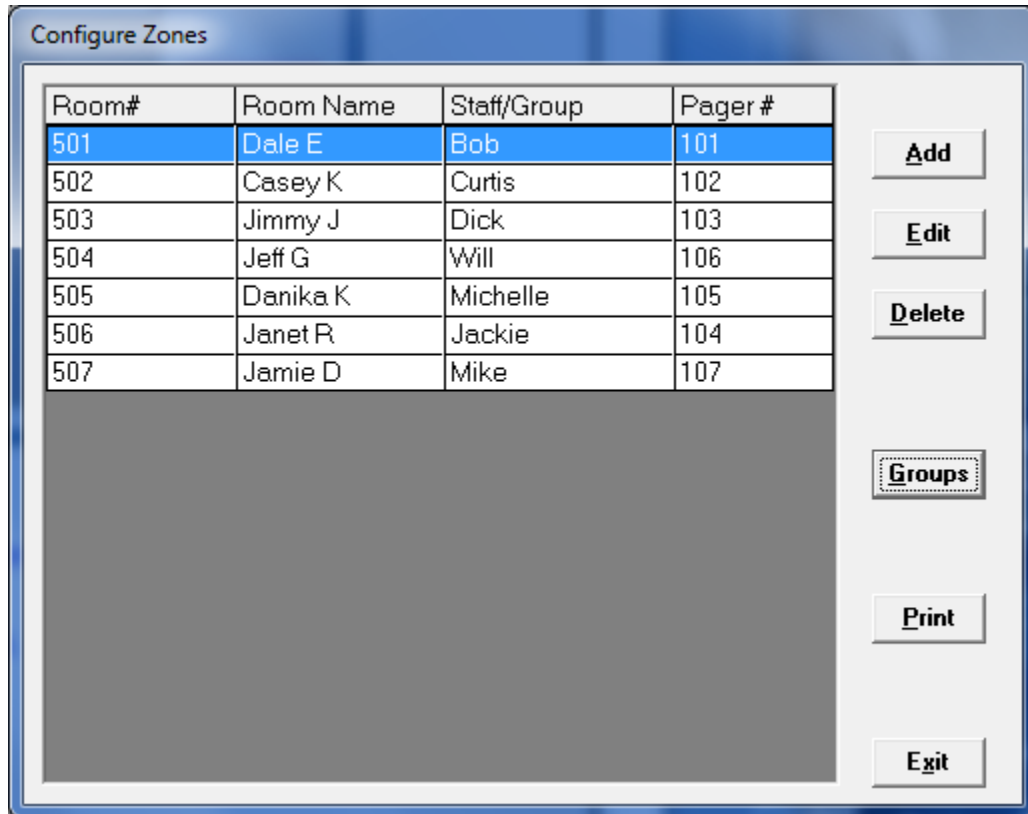 Configure Zones
Room# Room Name Staff/Group Pager #
501 Dale E Bob 101
502 Casey K Curtis 102
503 Jimmy J Dick 103
504 Jeff G Will 106
505 Danika K Michelle 105
506 Janet R Jackie 104
507 Jamie D Mike 107
Add
Edit
Delete
Groups
Print
Exit